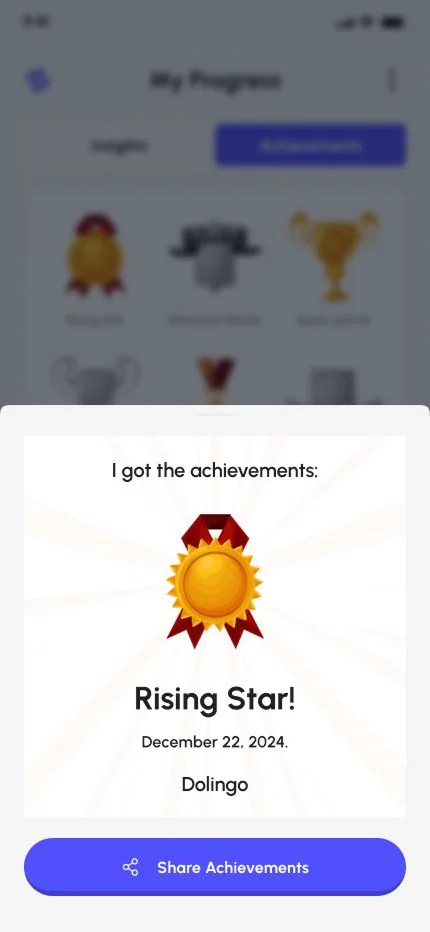 My Progress
Insights
Achievements
I got the achievements:
Rising Star!
December 22, 2024.
Dolingo
Share Achievements